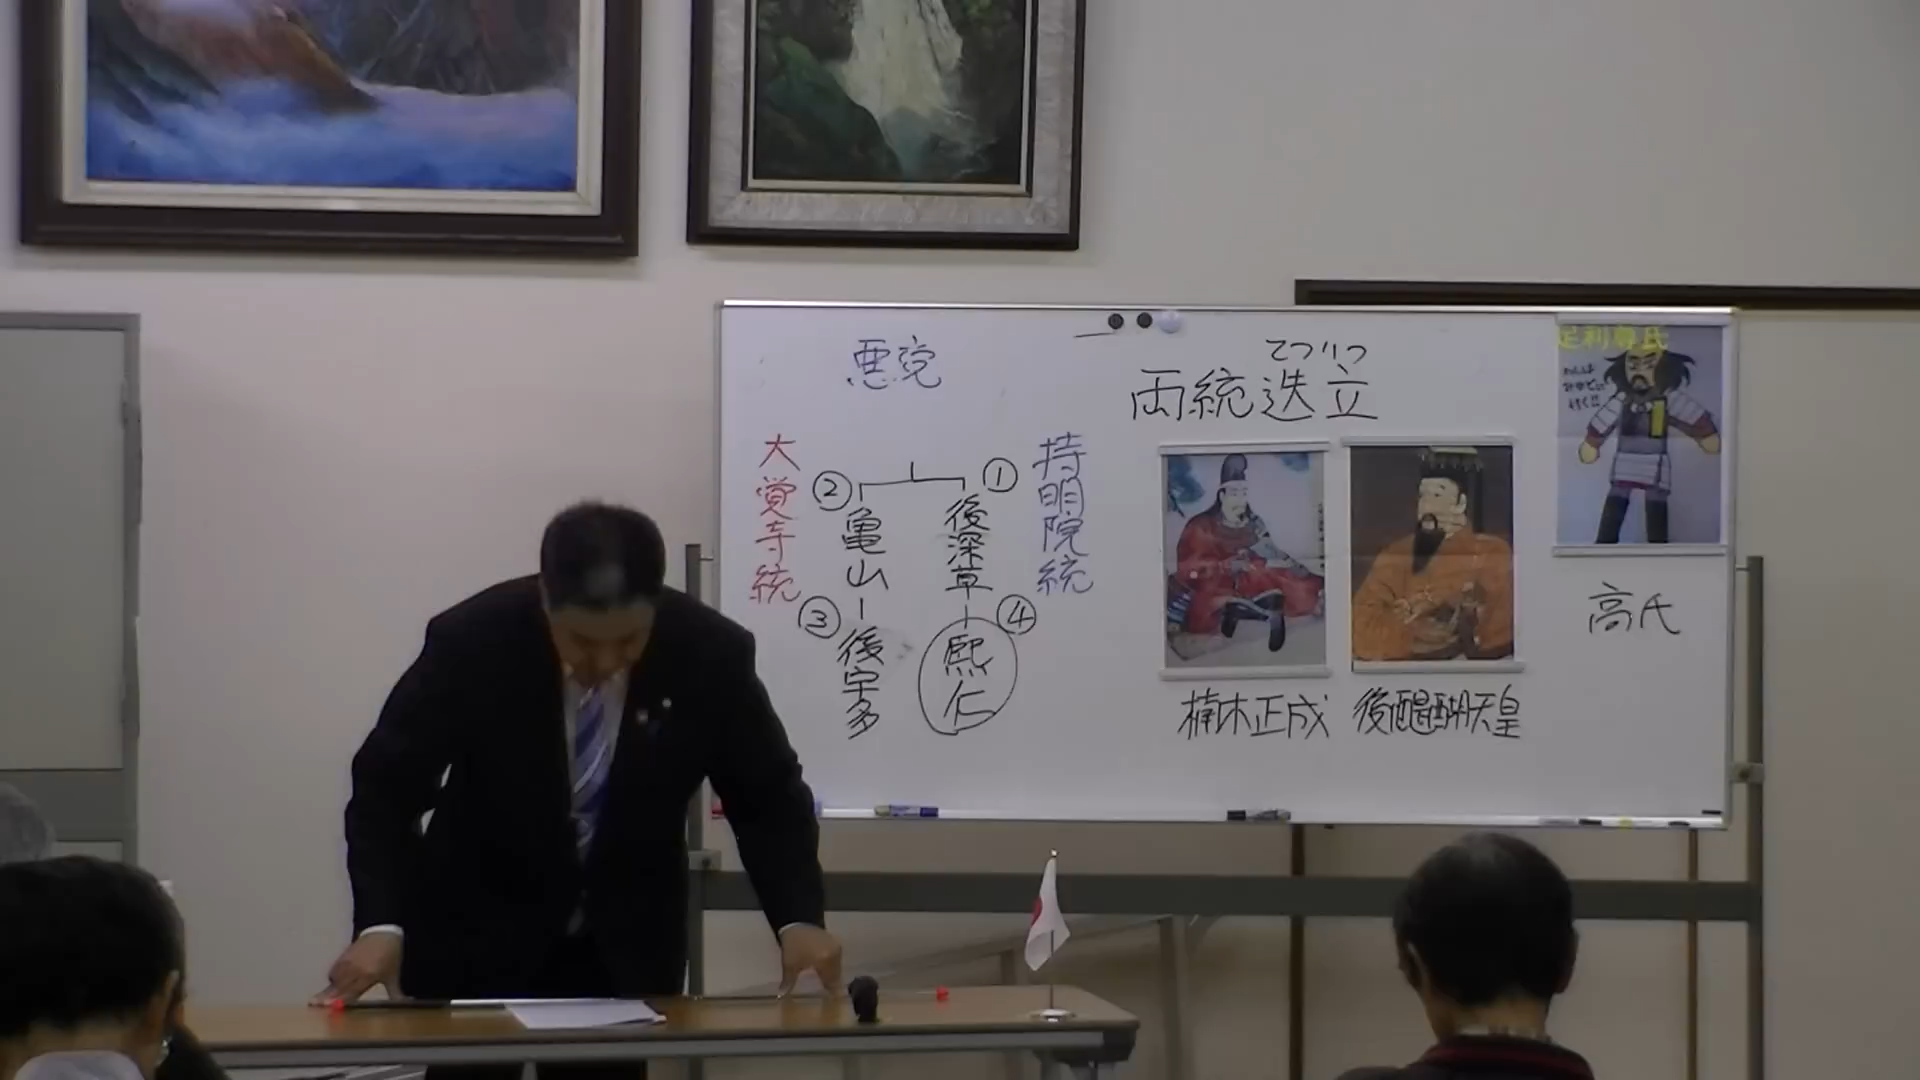 悪党
てつりつ
両統迭立
足利尊氏
大覚寺統
持明院統
②
①
亀山
後深草
③
④
後宇多
熙仁
楠木正成
後醍醐天皇
高氏